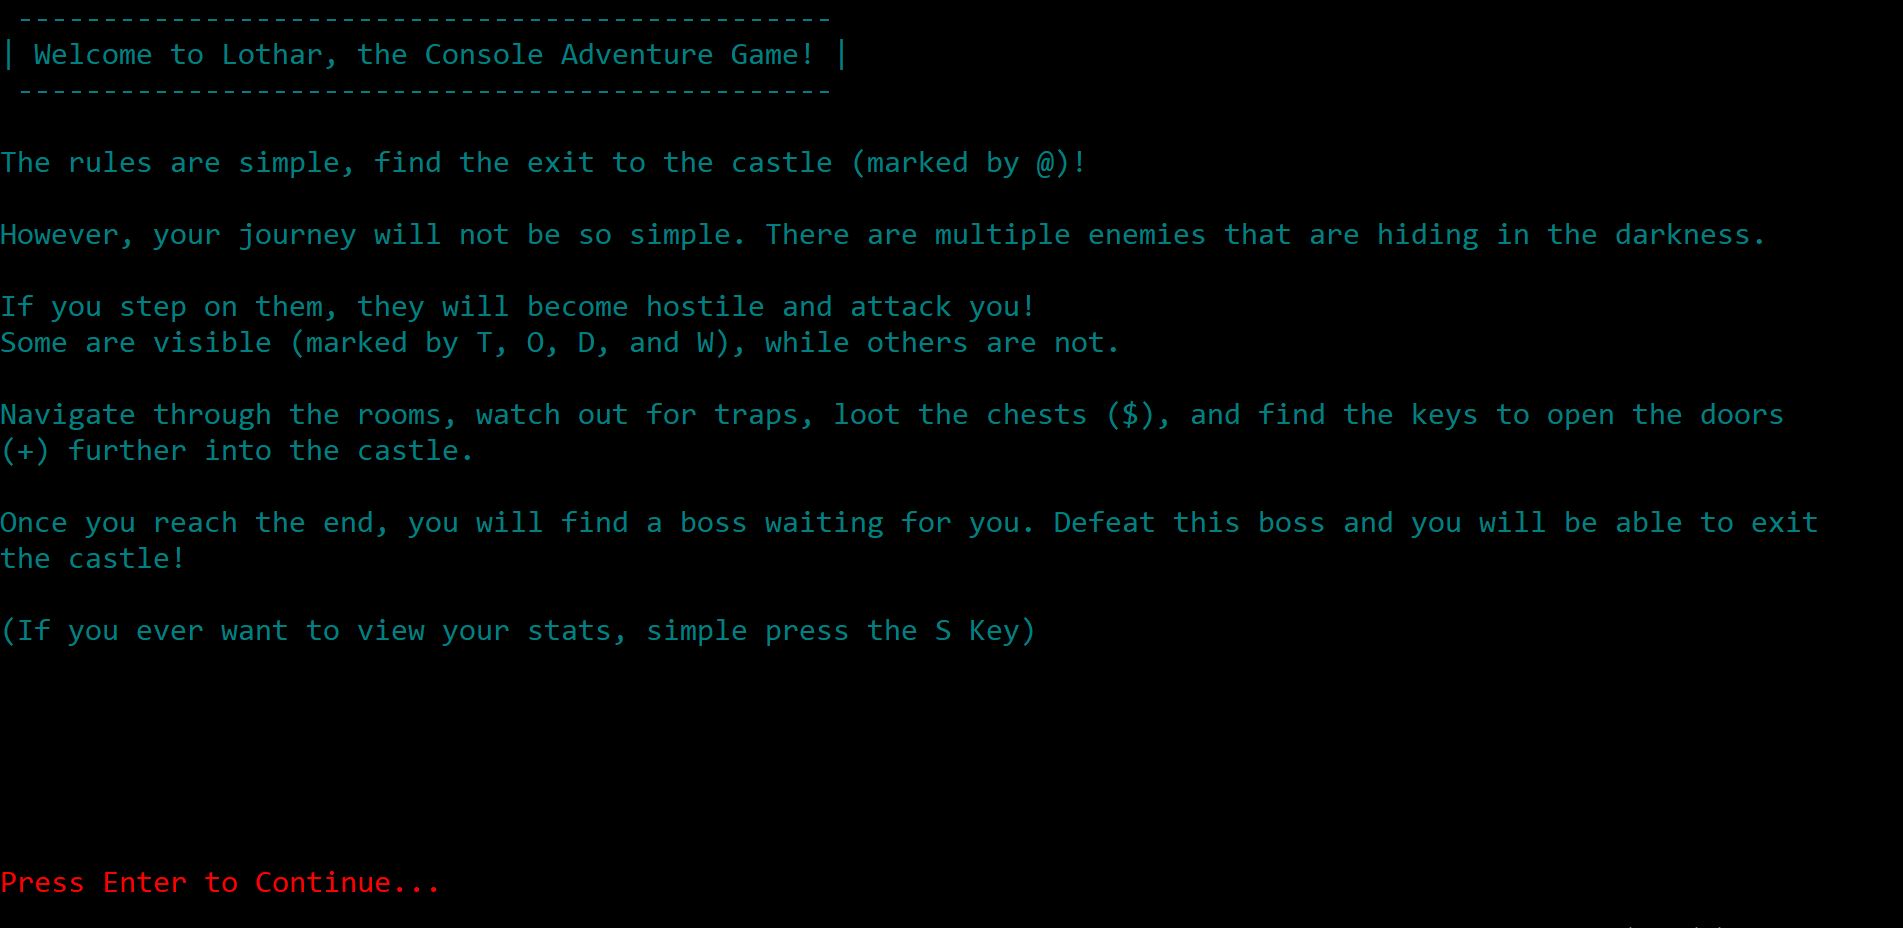 ------------------------------------------------
| Welcome to Lothar, the Console Adventure Game! |
------------------------------------------------
The rules are simple, find the exit to the castle (marked by @)!
However, your journey will not be so simple. There are multiple enemies that are hiding in the darkness.
If you step on them, they will become hostile and attack you!
Some are visible (marked by T, O, D, and W), while others are not.
Navigate through the rooms, watch out for traps, loot the chests ($), and find the keys to open the doors
(+) further into the castle.
Once you reach the end, you will find a boss waiting for you. Defeat this boss and you will be able to exit
the castle!
(If you ever want to view your stats, simple press the S Key)
Press Enter to Continue...